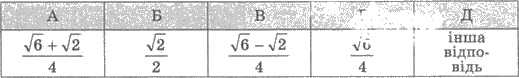 А Б В Д
(√6 + √2)/4 √2/2 (√6 − √2)/4 √6/4 інша відпо-
відь